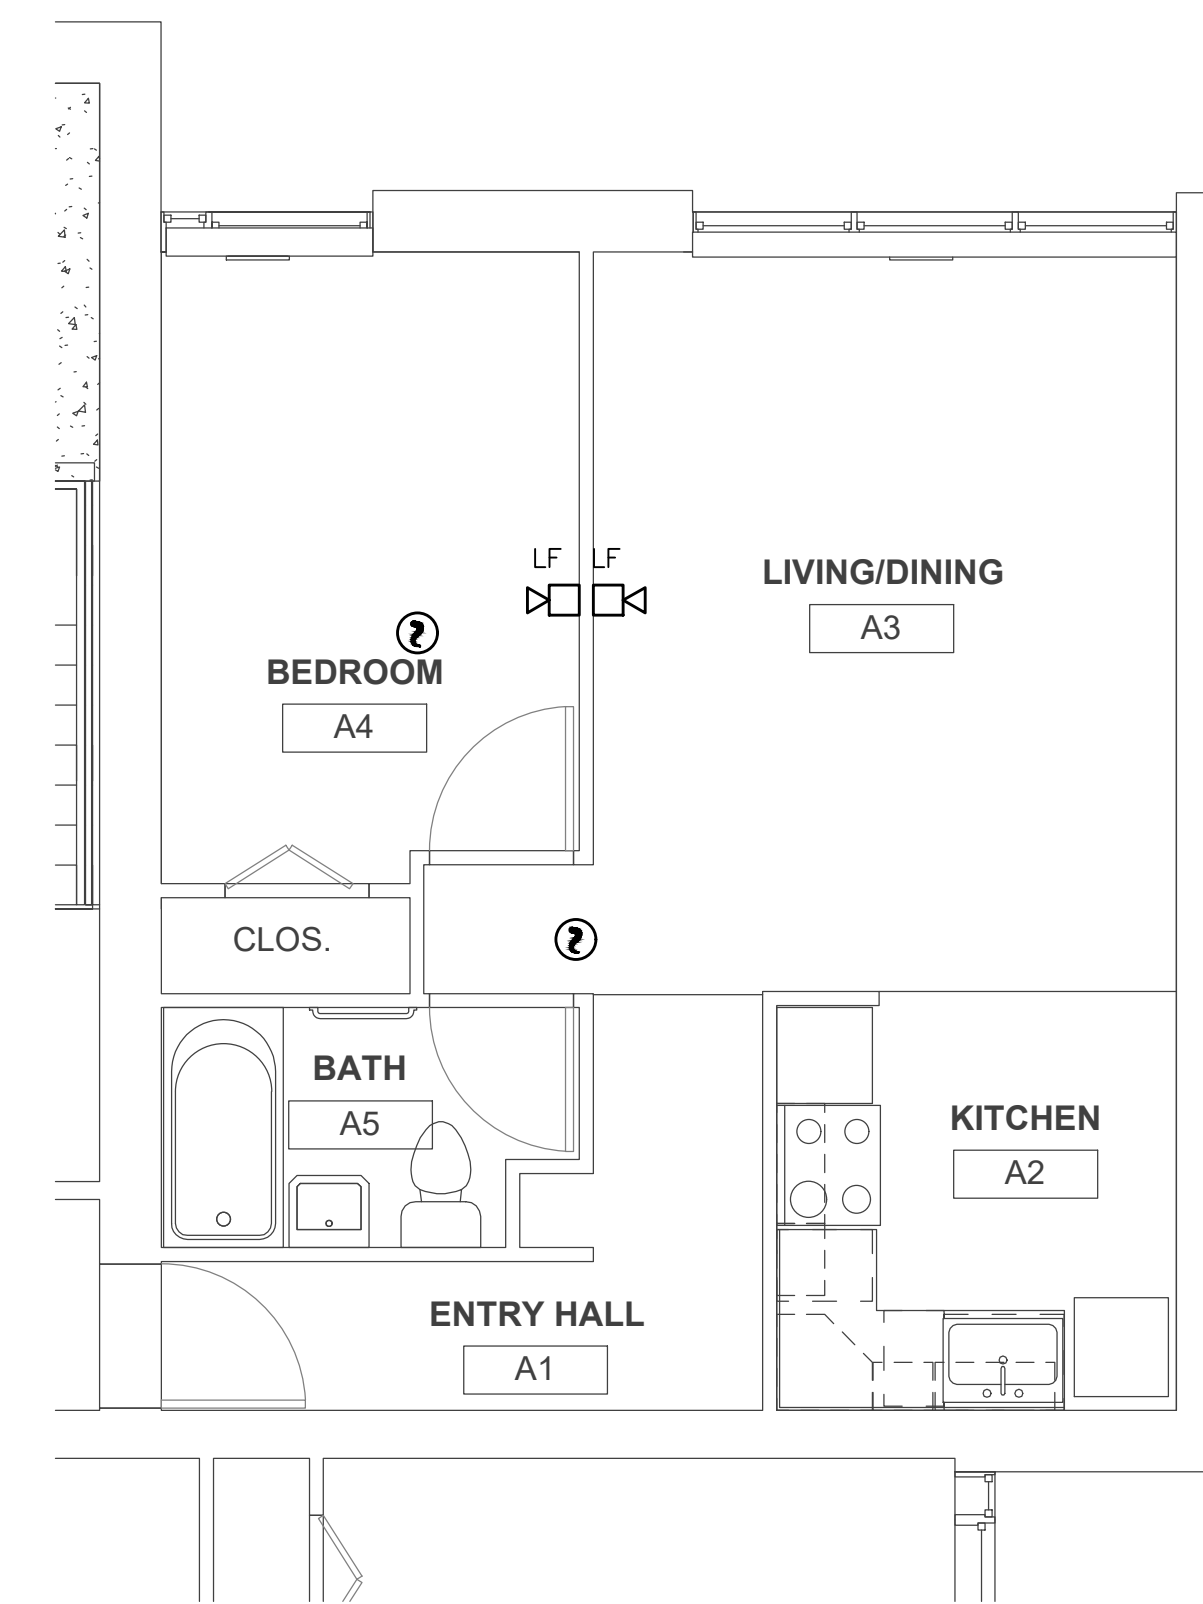 LF LF
LIVING/DINING
A3
BEDROOM
A4
CLOS.
BATH
A5
KITCHEN
A2
ENTRY HALL
A1